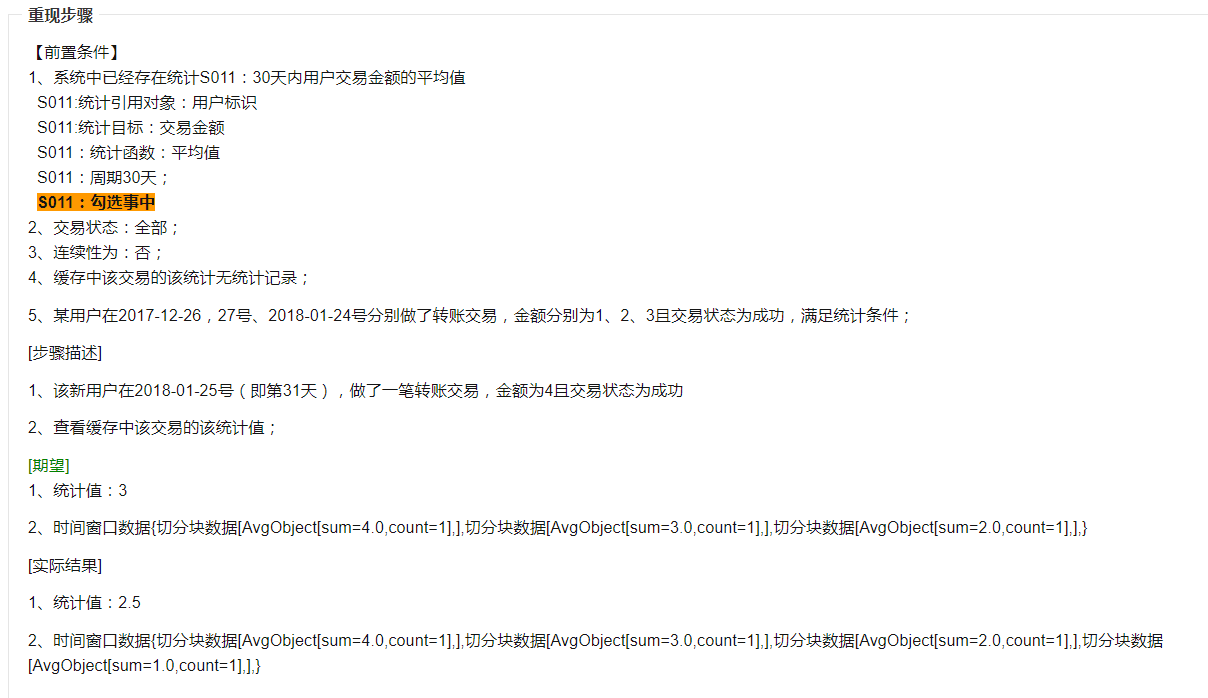 重现步骤
【前置条件】
1、系统中已经存在统计S011：30天内用户交易金额的平均值
S011:统计引用对象：用户标识
S011:统计目标：交易金额
S011：统计函数：平均值
S011：周期30天；
S011：勾选事中
2、交易状态：全部；
3、连续性为：否；
4、缓存中该交易的该统计无统计记录；
5、某用户在2017-12-26，27号、2018-01-24号分别做了转账交易，金额分别为1、2、3且交易状态为成功，满足统计条件；
[步骤描述]
1、该新用户在2018-01-25号（即第31天），做了一笔转账交易，金额为4且交易状态为成功
2、查看缓存中该交易的该统计值；
[期望]
1、统计值：3
2、时间窗口数据{切分块数据[AvgObject[sum=4.0,count=1],],切分块数据[AvgObject[sum=3.0,count=1],],切分块数据[AvgObject[sum=2.0,count=1],],}
[实际结果]
1、统计值：2.5
2、时间窗口数据{切分块数据[AvgObject[sum=4.0,count=1],],切分块数据[AvgObject[sum=3.0,count=1],],切分块数据[AvgObject[sum=2.0,count=1],],切分块数据
[AvgObject[sum=1.0,count=1],],}